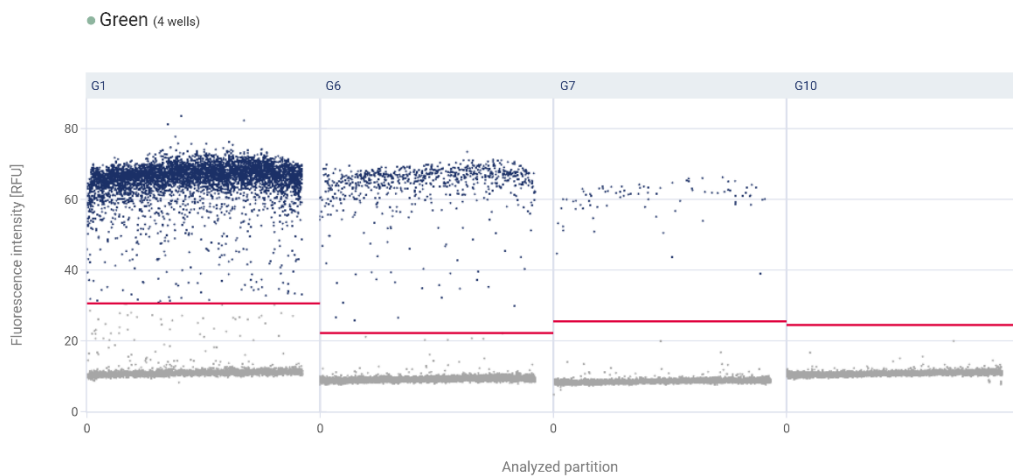 Green (4 wells)
G1 G6 G7 G10
80
60
40
20
0
0 0 0 0
Fluorescence intensity [RFU]
Analyzed partition